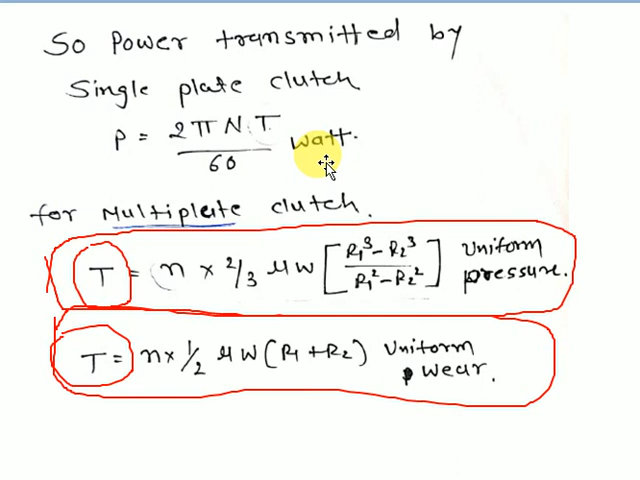 So Power transmitted by
Single plate clutch
P = 2πN.T/60 watt.
for Multiplate clutch.
T = n × 2/3 μW [R₁³ - R₂³ / R₁² - R₂²] Uniform pressure.
T = n × 1/2 μW (R₁ + R₂) Uniform wear.